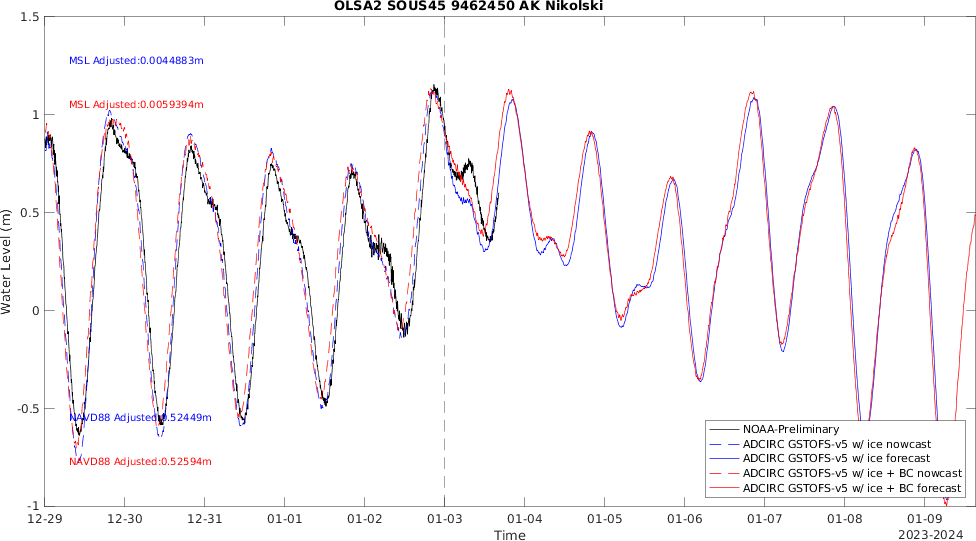 OLSA2 SOUS45 9462450 AK Nikolski
1.5
1
0.5
0
-0.5
-1
Water Level (m)
MSL Adjusted:0.0044883m
MSL Adjusted:0.0059394m
NAVD88 Adjusted:0.52449m
NAVD88 Adjusted:0.52594m
NOAA-Preliminary
ADCIRC GSTOFS-v5 w/ ice nowcast
ADCIRC GSTOFS-v5 w/ ice forecast
ADCIRC GSTOFS-v5 w/ ice + BC nowcast
ADCIRC GSTOFS-v5 w/ ice + BC forecast
12-29 12-30 12-31 01-01 01-02 01-03 01-04 01-05 01-06 01-07 01-08 01-09
Time
2023-2024